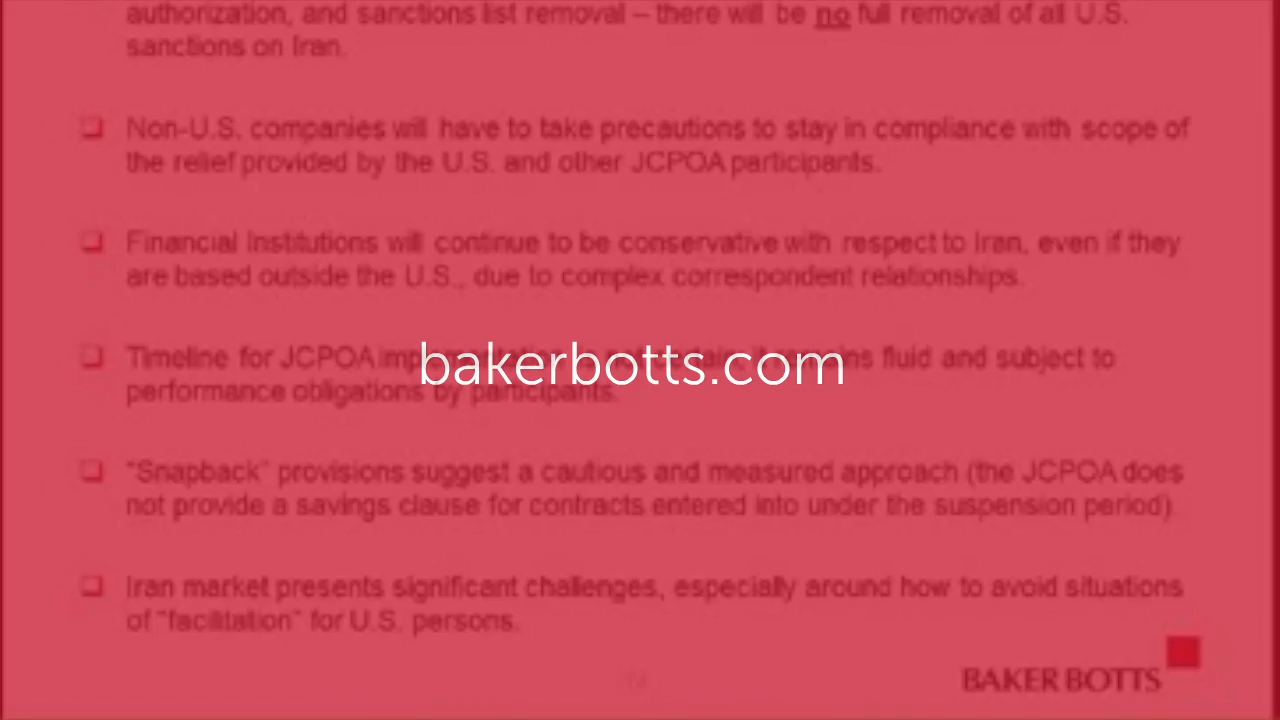 authorization, and sanctions list removal – there will be no full removal of all U.S.
sanctions on Iran.
❑ Non-U.S. companies will have to take precautions to stay in compliance with scope of
the relief provided by the U.S. and other JCPOA participants.
❑ Financial Institutions will continue to be conservative with respect to Iran, even if they
are based outside the U.S., due to complex correspondent relationships.
❑ Timeline for JCPOA remains fluid and subject to
bakerbotts.com
performance obligations by participants.
❑ "Snapback" provisions suggest a cautious and measured approach (the JCPOA does
not provide a savings clause for contracts entered into under the suspension period)
❑ Iran market presents significant challenges, especially around how to avoid situations
of "facilitation" for U.S. persons.
BAKER BOTTS